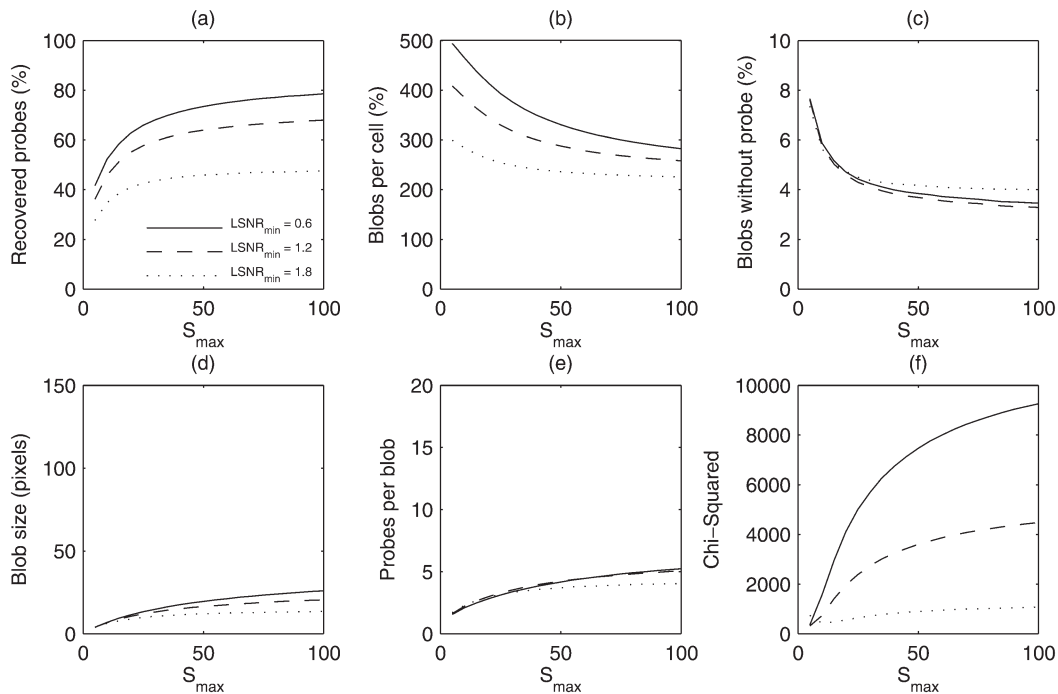 (a)
Recovered probes (%)
100
80
60
40
20
0
LSNRmin = 0.6
LSNRmin = 1.2
LSNRmin = 1.8
0 50 100
Smax
(b)
Blobs per cell (%)
500
400
300
200
100
0
0 50 100
Smax
(c)
Blobs without probe (%)
10
8
6
4
2
0
0 50 100
Smax
(d)
Blob size (pixels)
150
100
50
0
0 50 100
Smax
(e)
Probes per blob
20
15
10
5
0
0 50 100
Smax
(f)
Chi−Squared
10000
8000
6000
4000
2000
0
0 50 100
Smax